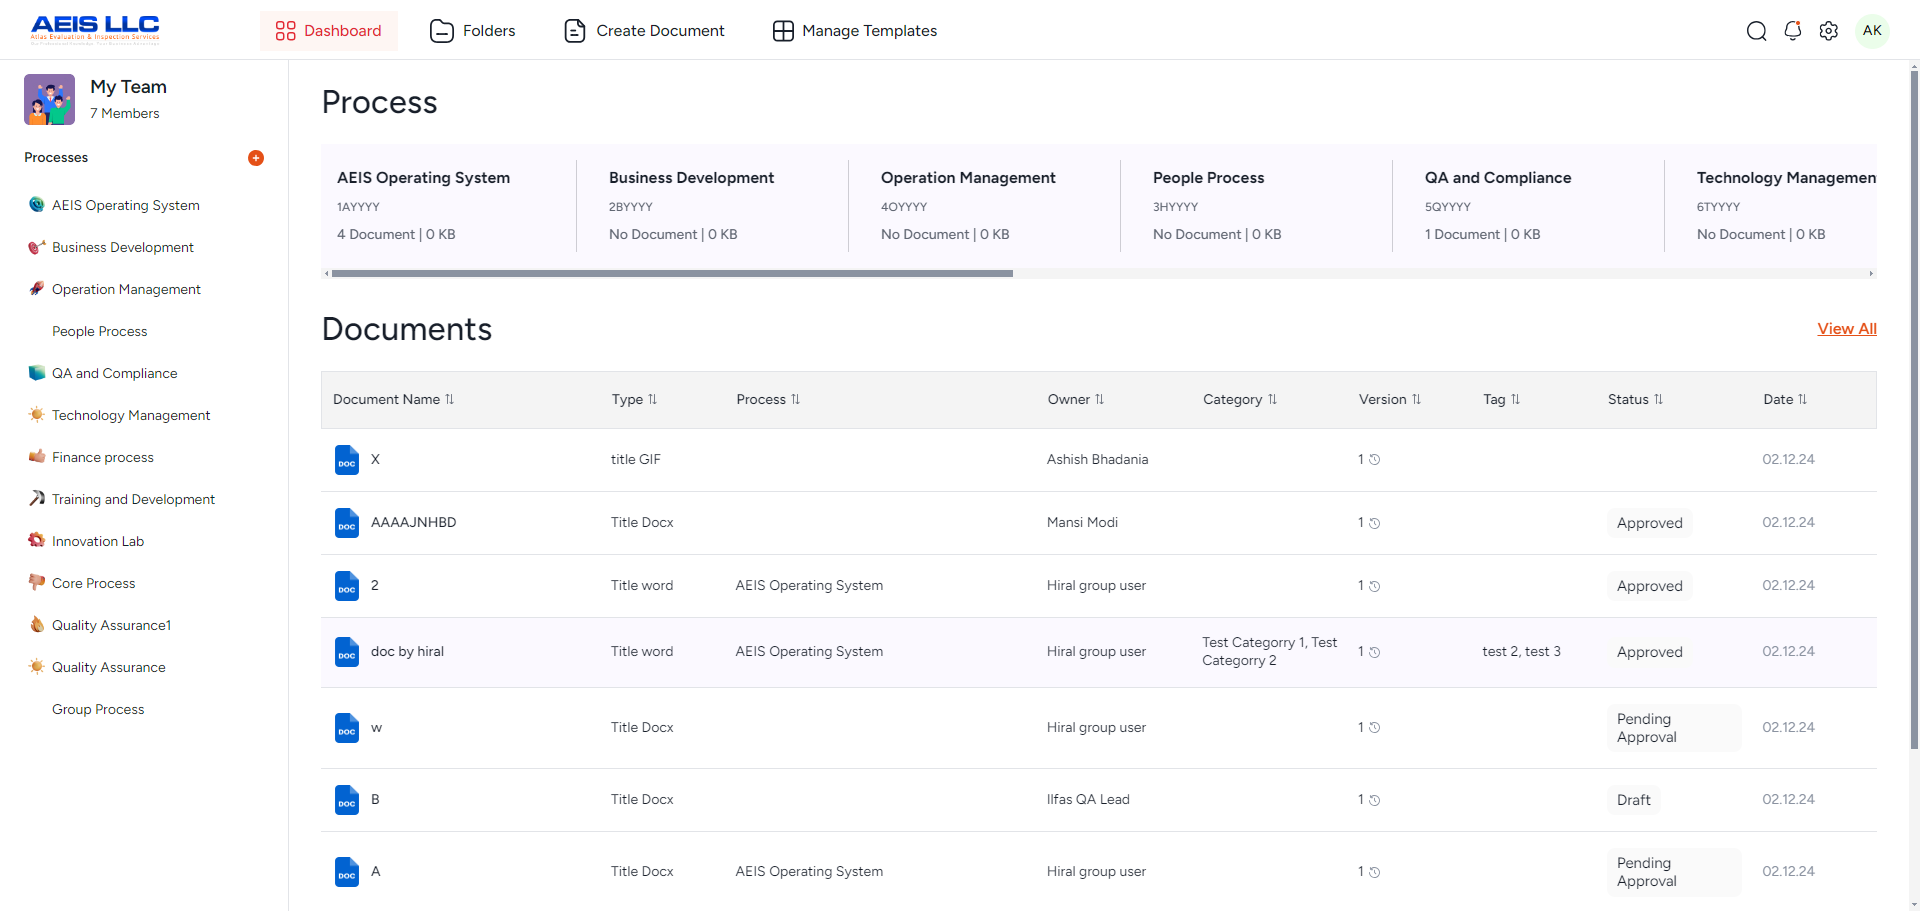 AEIS LLC
Atlas Evaluation & Inspection Services
Dashboard
Folders
Create Document
Manage Templates
AK
My Team
7 Members
Processes
AEIS Operating System
Business Development
Operation Management
People Process
QA and Compliance
Technology Management
Finance process
Training and Development
Innovation Lab
Core Process
Quality Assurance1
Quality Assurance
Group Process
Process
AEIS Operating System
1AYYYY
4 Document | 0 KB
Business Development
2BYYYY
No Document | 0 KB
Operation Management
4OYYYY
No Document | 0 KB
People Process
3HYYYY
No Document | 0 KB
QA and Compliance
5QYYYY
1 Document | 0 KB
Technology Managemen
6TYYYY
No Document | 0 KB
Documents
View All
Document Name Type Process Owner Category Version Tag Status Date
DOC X title GIF Ashish Bhadania 1 02.12.24
DOC AAAAJNHBD Title Docx Mansi Modi 1 Approved 02.12.24
DOC 2 Title word AEIS Operating System Hiral group user 1 Approved 02.12.24
DOC doc by hiral Title word AEIS Operating System Hiral group user Test Categorry 1, Test
Categorry 2 1 test 2, test 3 Approved 02.12.24
DOC w Title Docx Hiral group user 1 Pending
Approval 02.12.24
DOC B Title Docx Ilfas QA Lead 1 Draft 02.12.24
DOC A Title Docx AEIS Operating System Hiral group user 1 Pending
Approval 02.12.24